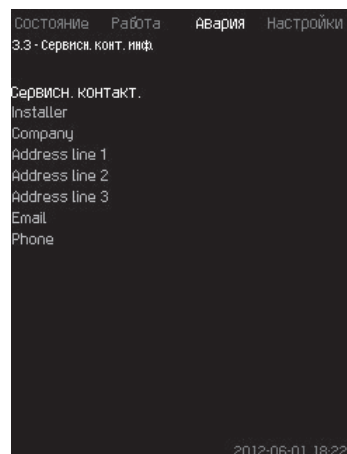 Состояние Работа Авария Настройки
3.3 - Сервисн. конт. инф.
Сервисн. контакт.
Installer
Company
Address line 1
Address line 2
Address line 3
Email
Phone
2012-06-01 18:22